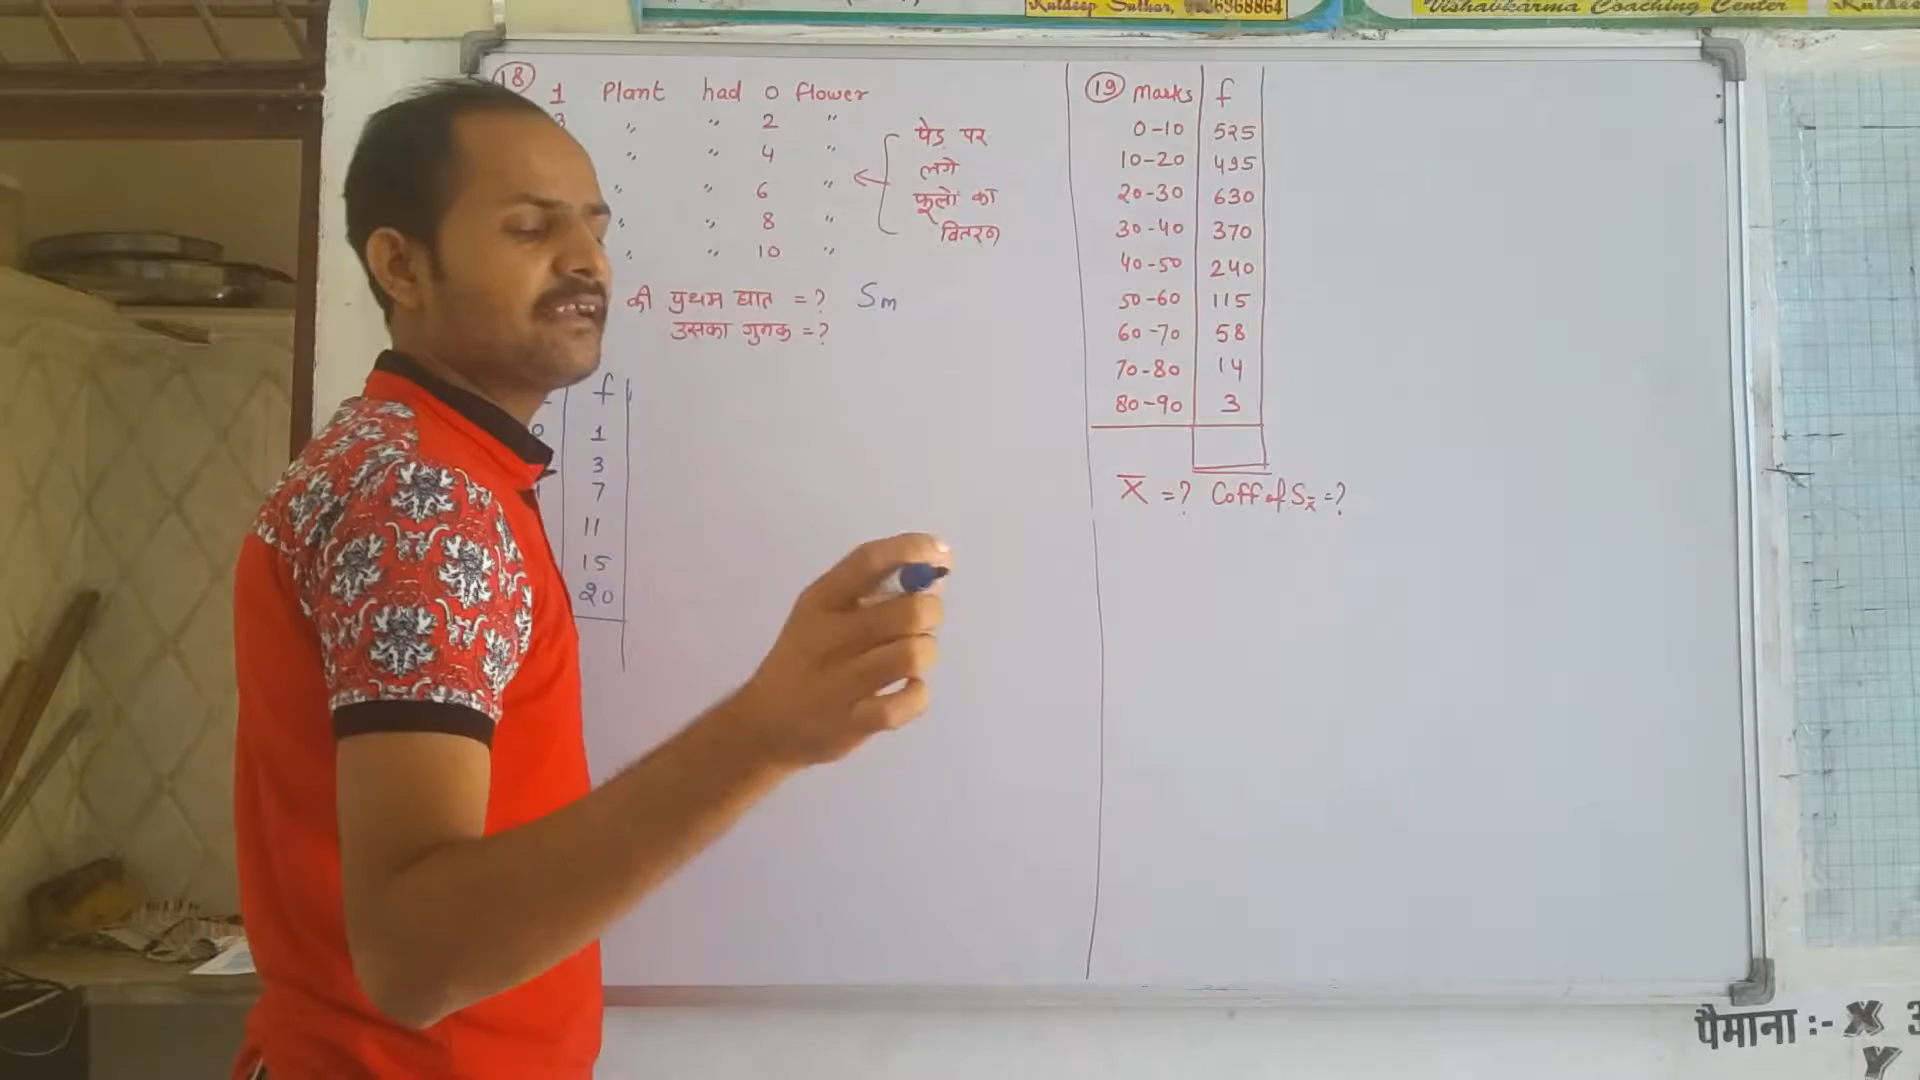 Kuldeep Suthar,
Vishavkarma Coaching Center
18
1 Plant had 0 flower
3 " " 2 "
" " 4 "
" " 6 "
" " 8 "
" " 10 "
पेड़ पर
लगे
फूलो का
वितरण
की प्रथम घात = ? Sm
उसका गुणक = ?
f
0 1
3
7
11
15
20
19 Marks f
0-10 525
10-20 495
20-30 630
30-40 370
40-50 240
50-60 115
60-70 58
70-80 14
80-90 3
X̅ = ? Coff of Sx̅ = ?
पैमाना :- X 3
Y